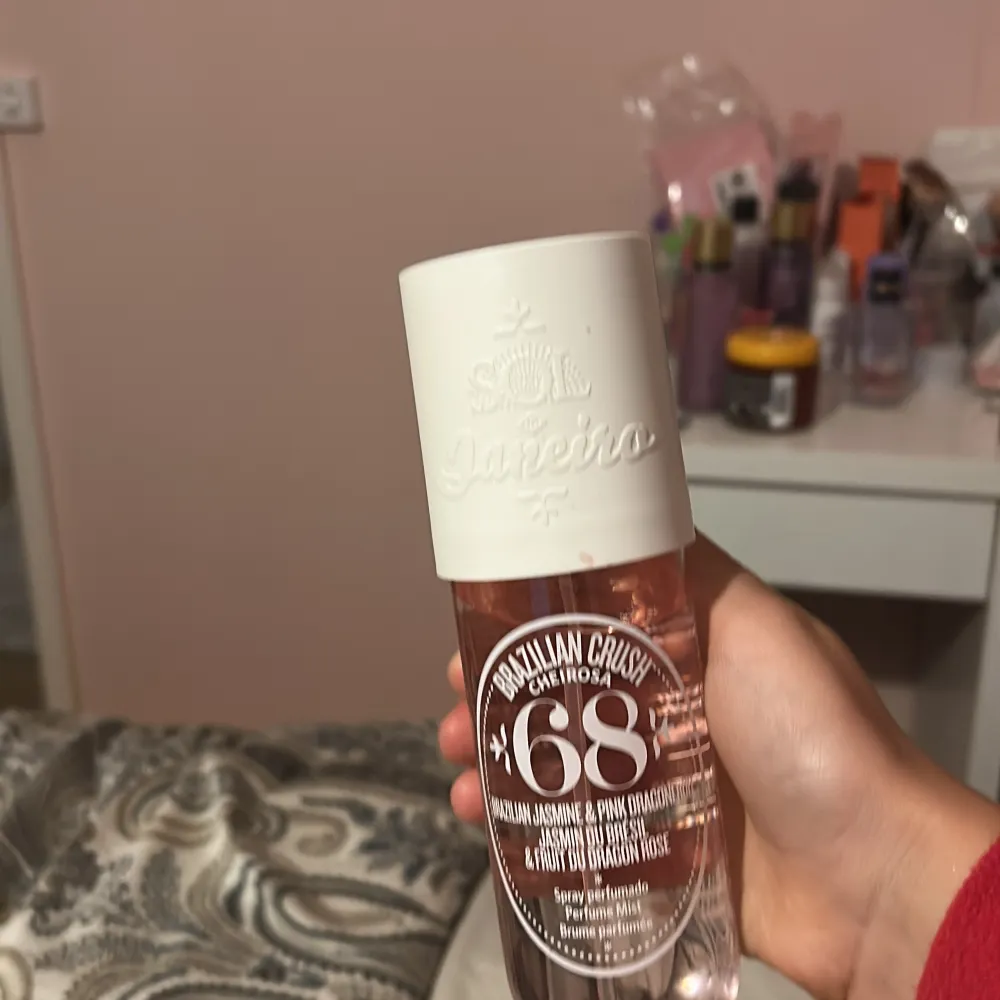 SOL
de
Janeiro
BRAZILIAN CRUSH
CHEIROSA
68
BRAZILIAN JASMINE & PINK DRAGON
JASMIN DU BRÉSIL
& FRUIT DU DRAGON ROSE
Spray perfumado
Perfume Mist
Brume parfumée